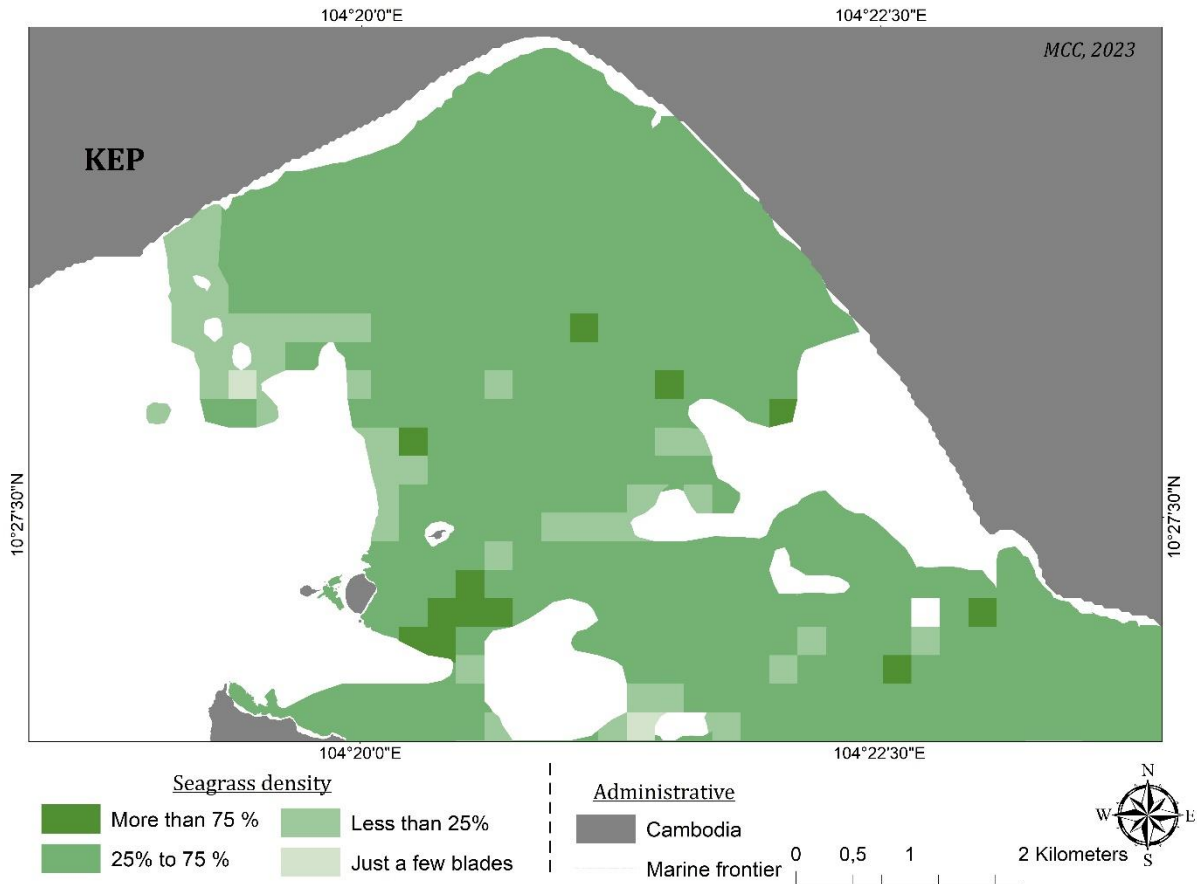 104°20'0"E
104°22'30"E
MCC, 2023
KEP
10°27'30"N
10°27'30"N
104°20'0"E
104°22'30"E
Seagrass density
More than 75 %
Less than 25%
25% to 75 %
Just a few blades
Administrative
Cambodia
Marine frontier
0 0,5 1 2 Kilometers
N
W E
S